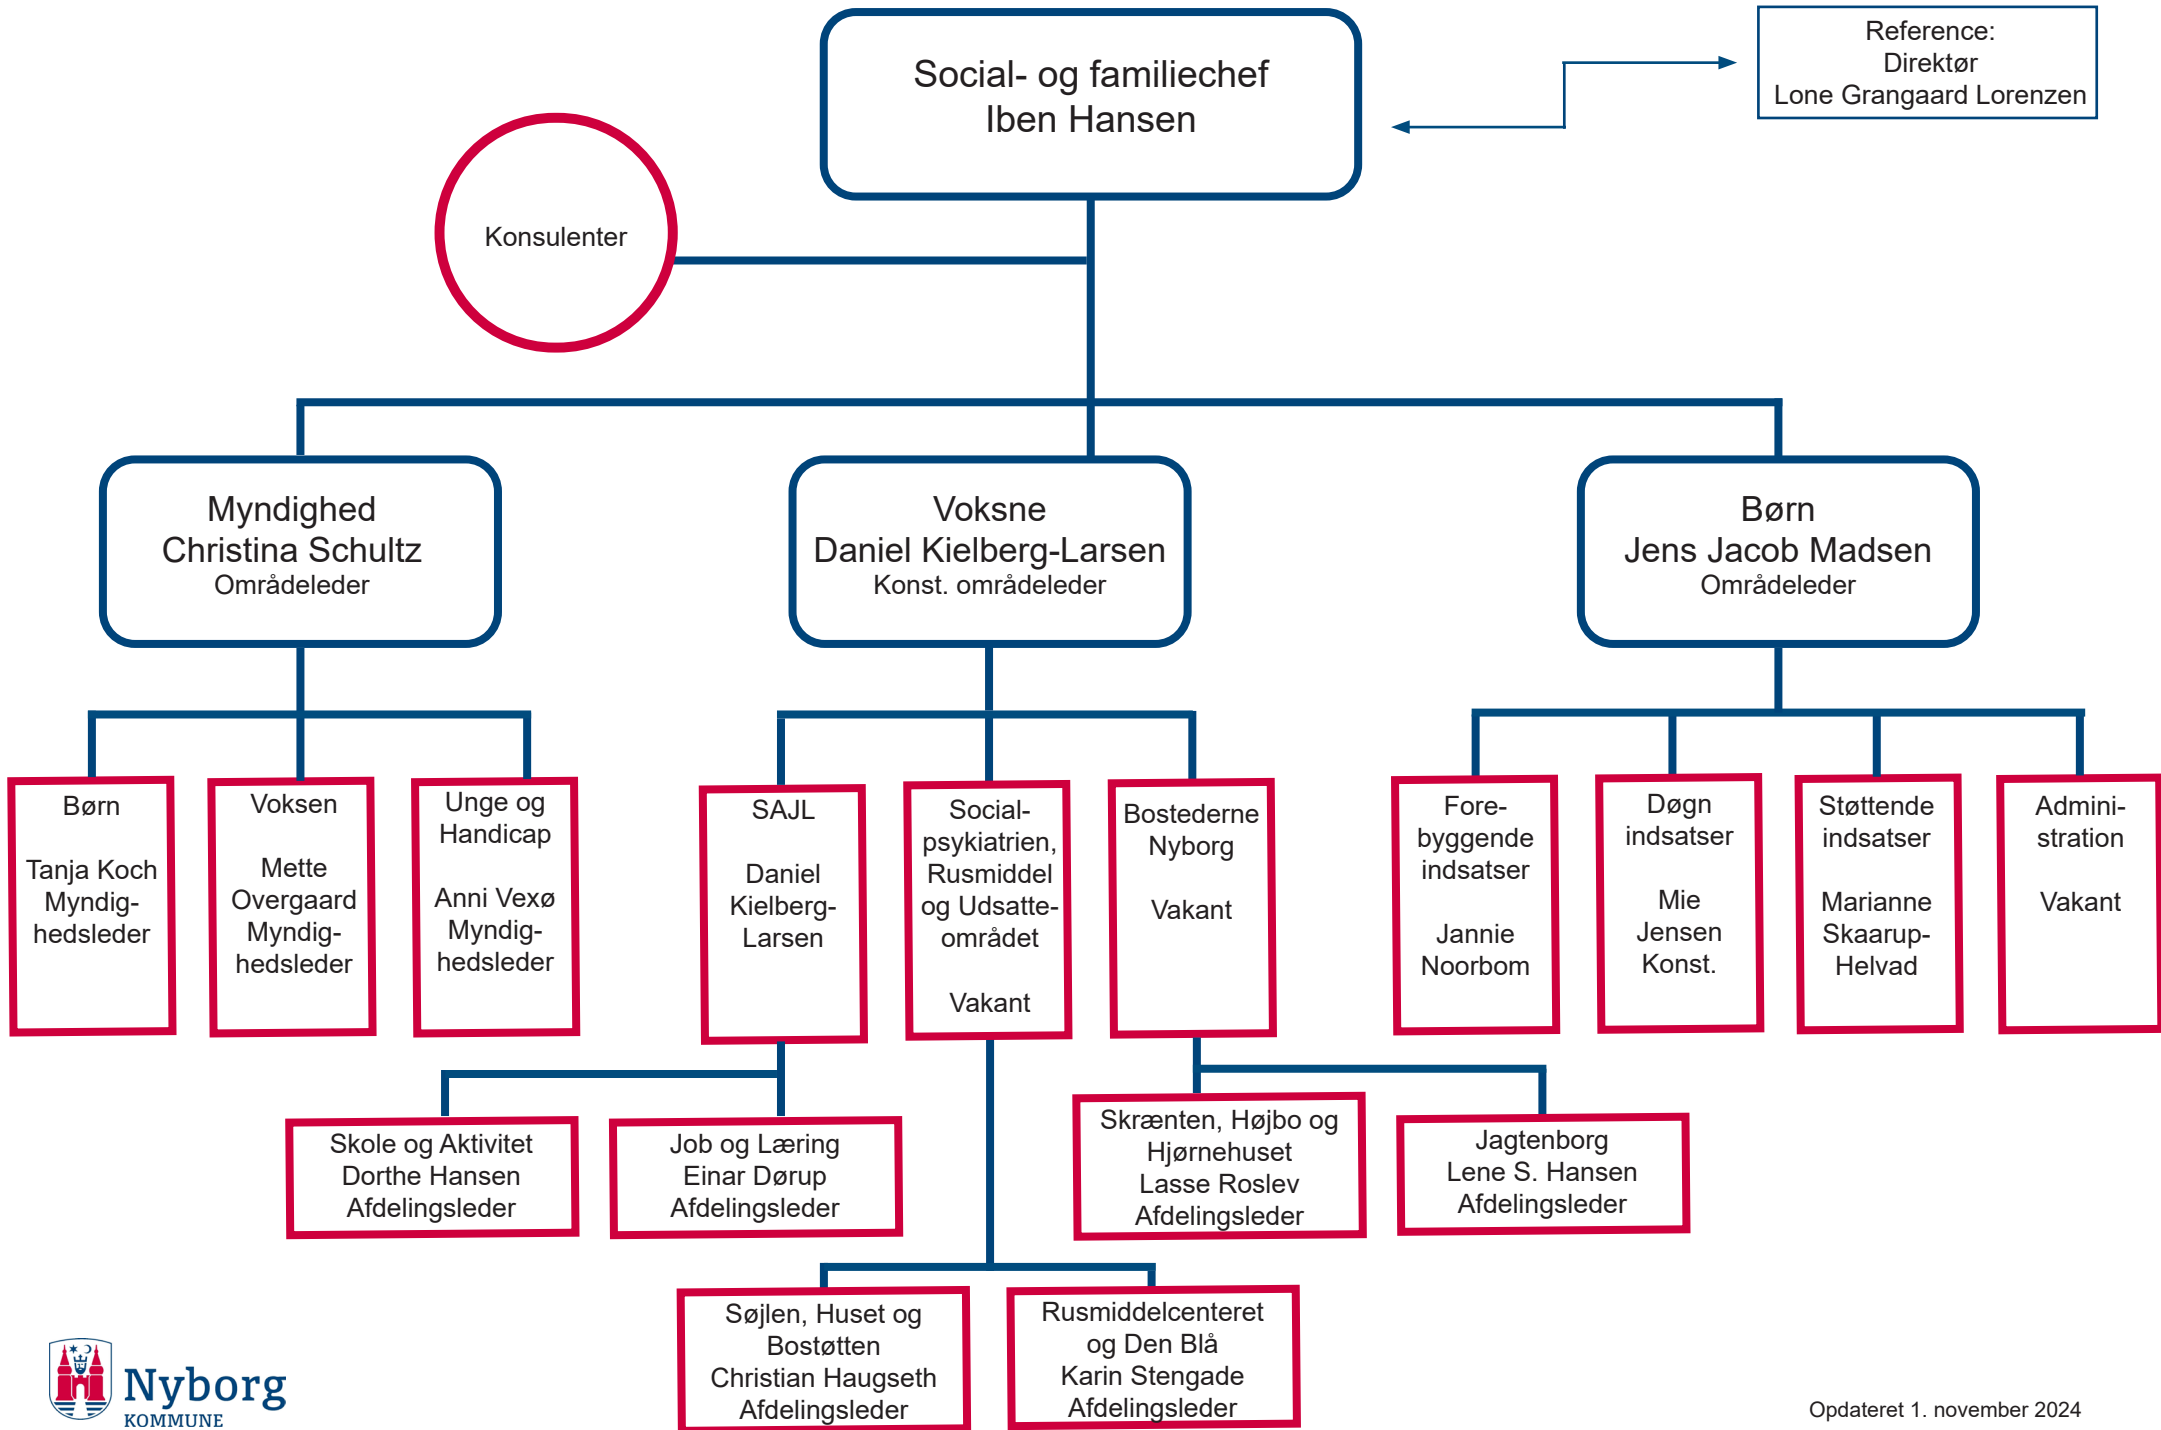 Social- og familiechef
Iben Hansen
Reference:
Direktør
Lone Grangaard Lorenzen
Konsulenter
Myndighed
Christina Schultz
Områdeleder
Voksne
Daniel Kielberg-Larsen
Konst. områdeleder
Børn
Jens Jacob Madsen
Områdeleder
Børn
Tanja Koch
Myndig-
hedsleder
Voksen
Mette
Overgaard
Myndig-
hedsleder
Unge og
Handicap
Anni Vexø
Myndig-
hedsleder
SAJL
Daniel
Kielberg-
Larsen
Social-
psykiatrien,
Rusmiddel
og Udsatte-
området
Vakant
Bostederne
Nyborg
Vakant
Fore-
byggende
indsatser
Jannie
Noorbom
Døgn
indsatser
Mie
Jensen
Konst.
Støttende
indsatser
Marianne
Skaarup-
Helvad
Admini-
stration
Vakant
Skole og Aktivitet
Dorthe Hansen
Afdelingsleder
Job og Læring
Einar Dørup
Afdelingsleder
Skrænten, Højbo og
Hjørnehuset
Lasse Roslev
Afdelingsleder
Jagtenborg
Lene S. Hansen
Afdelingsleder
Søjlen, Huset og
Bostøtten
Christian Haugseth
Afdelingsleder
Rusmiddelcenteret
og Den Blå
Karin Stengade
Afdelingsleder
Nyborg
KOMMUNE
Opdateret 1. november 2024